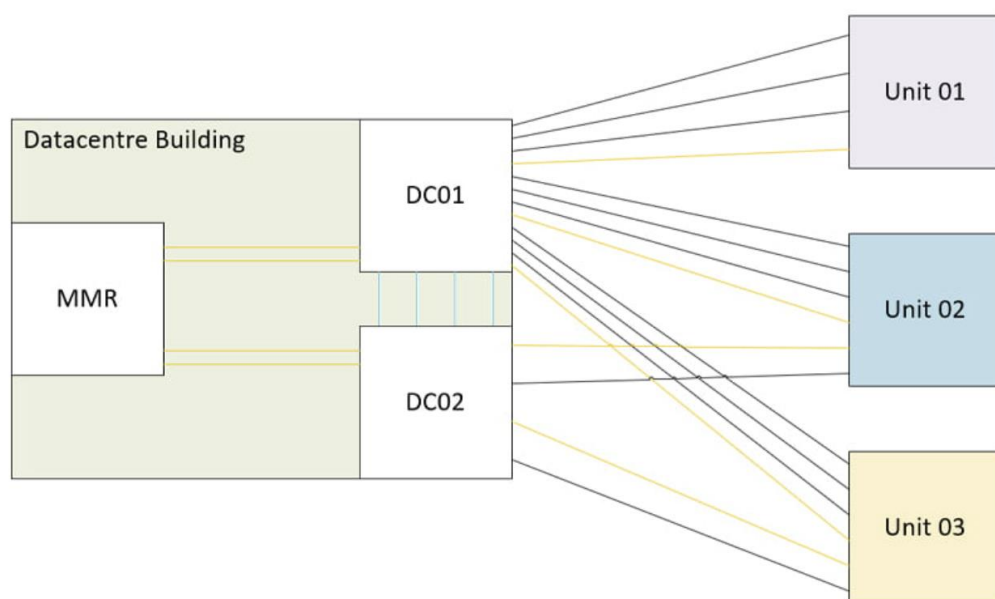 Datacentre Building
MMR
DC01
DC02
Unit 01
Unit 02
Unit 03